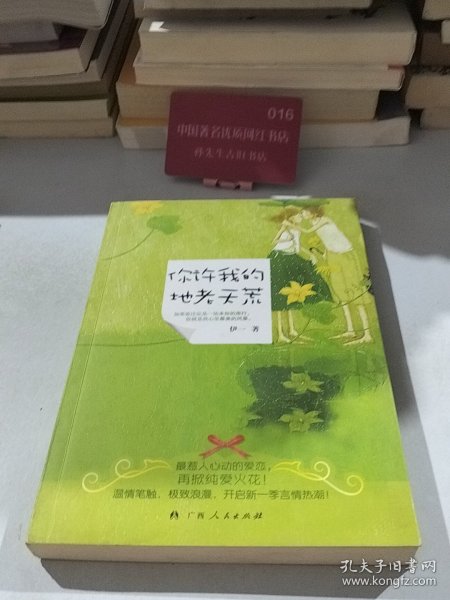 016
中国著名优质网红书店
孙先生古旧书店
你许我的
地老天荒
伊一 著
最惹人心动的爱恋，
再掀纯爱火花！
温情笔触，极致浪漫，开启新一季言情热潮！
广西人民出版社
孔夫子旧书网
www.kongfz.com